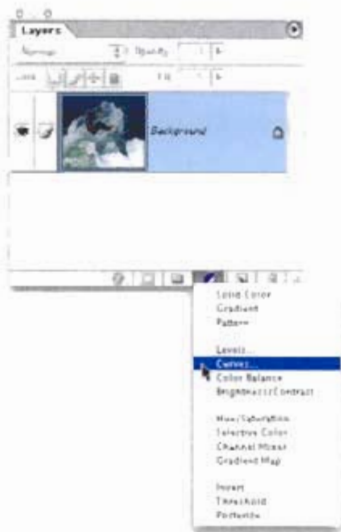 Layers
Normal
Opacity
Lock
Fill
Background
Solid Color
Gradient
Pattern
Levels...
Curves...
Color Balance
Brightness/Contrast
Hue/Saturation
Selective Color
Channel Mixer
Gradient Map
Invert
Threshold
Posterize